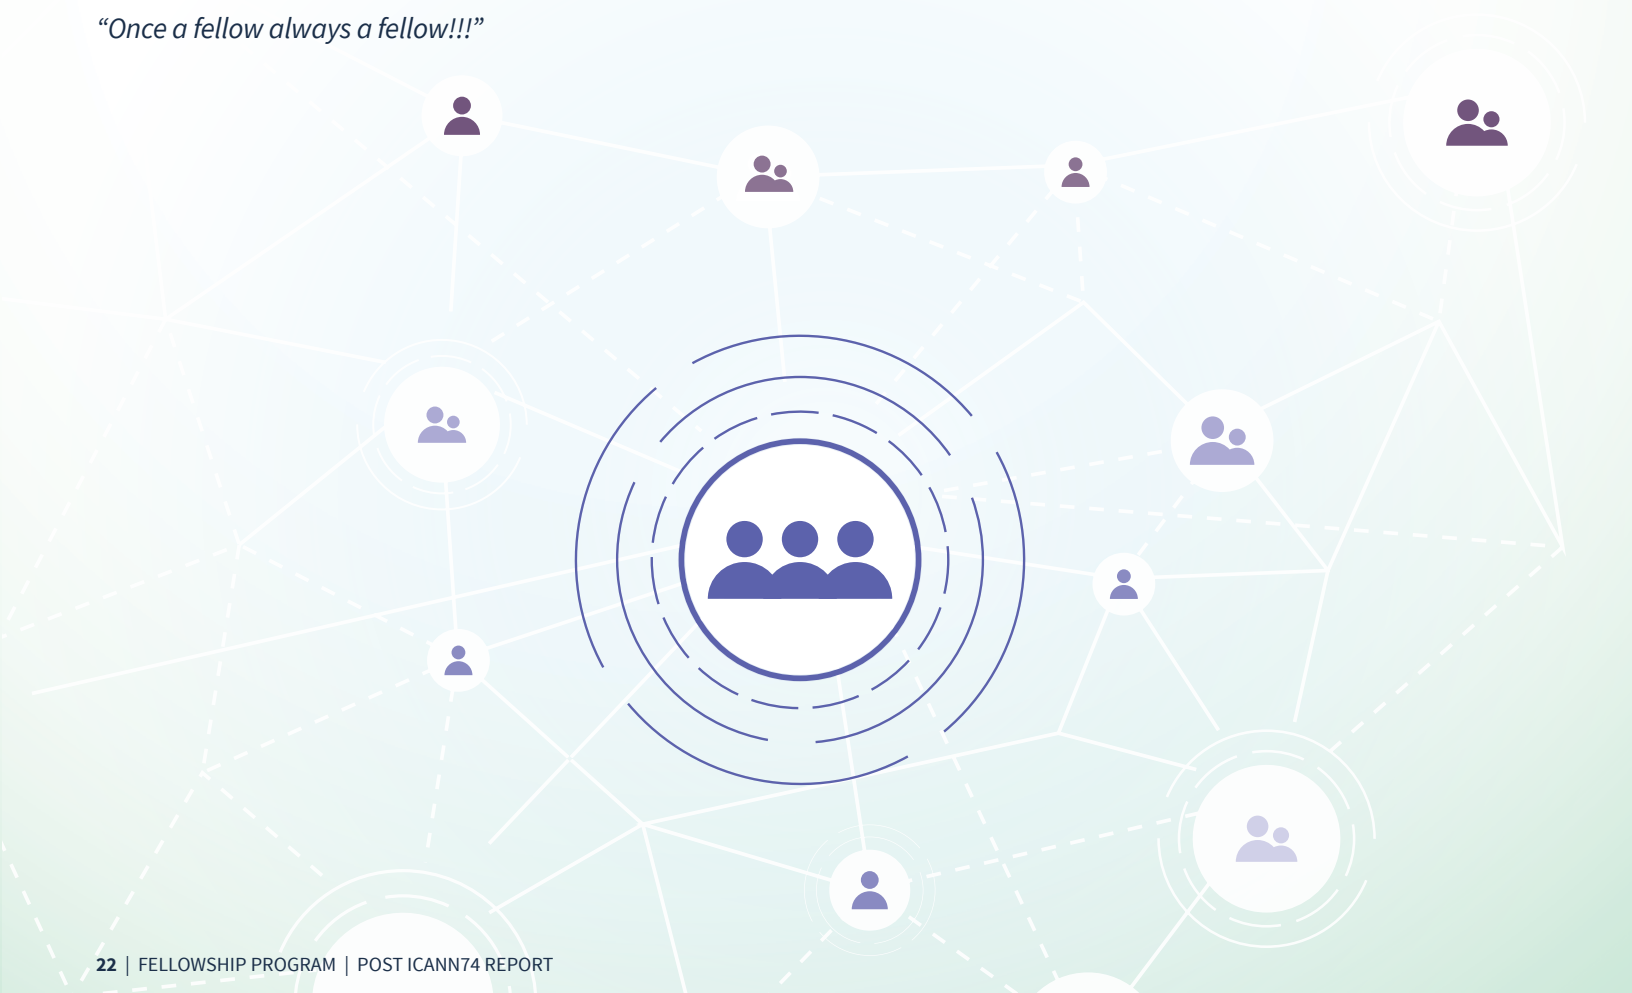 “Once a fellow always a fellow!!!”
22 | FELLOWSHIP PROGRAM | POST ICANN74 REPORT